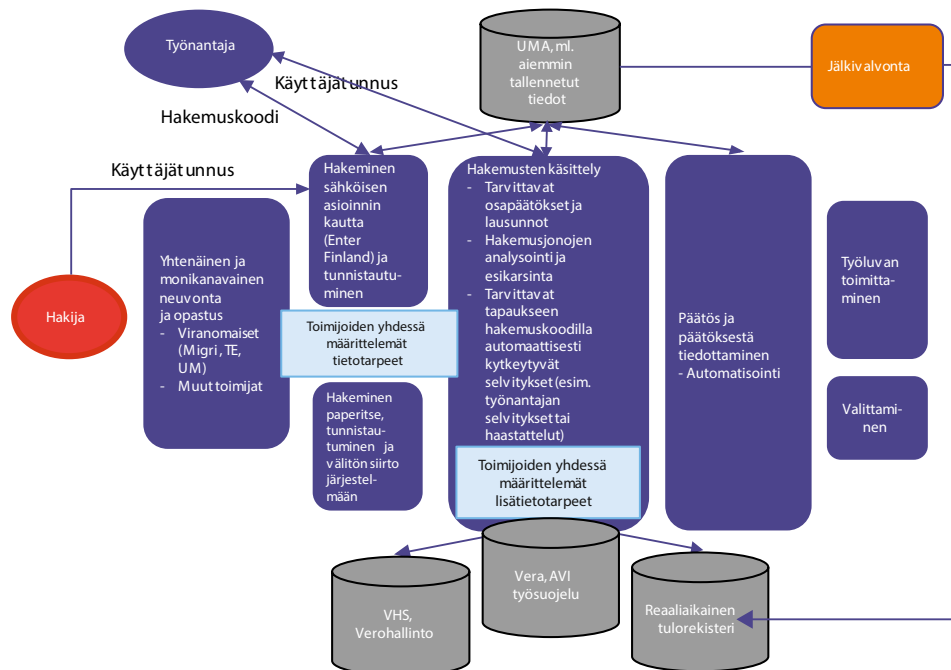 Työnantaja
UMA, ml.
aiemmin
tallennetut
tiedot
Jälkivalvonta
Käyttäjätunnus
Hakemuskoodi
Käyttäjätunnus
Hakija
Yhtenäinen ja
monikanavainen
neuvonta
ja opastus
- Viranomaiset
(Migri, TE,
UM)
- Muut toimijat
Hakeminen
sähköisen
asioinnin
kautta
(Enter
Finland) ja
tunnistautu-
minen
Toimijoiden yhdessä
määrittelemät
tietotarpeet
Hakeminen
paperitse,
tunnistau-
tuminen ja
välitön siirto
järjestel-
mään
Hakemusten käsittely
- Tarvittavat
osapäätökset ja
lausunnot
- Hakemusjonojen
analysointi ja
esikarsinta
- Tarvittavat
tapaukseen
hakemuskoodilla
automaattisesti
kytkeytyvät
selvitykset (esim.
työnantajan
selvitykset tai
haastattelut)
Toimijoiden yhdessä
määrittelemät
lisätietotarpeet
Päätös ja
päätöksestä
tiedottaminen
- Automatisointi
Työluvan
toimitta-
minen
Valittami-
nen
VHS,
Verohallinto
Vera, AVI
työsuojelu
Reaaliaikainen
tulorekisteri